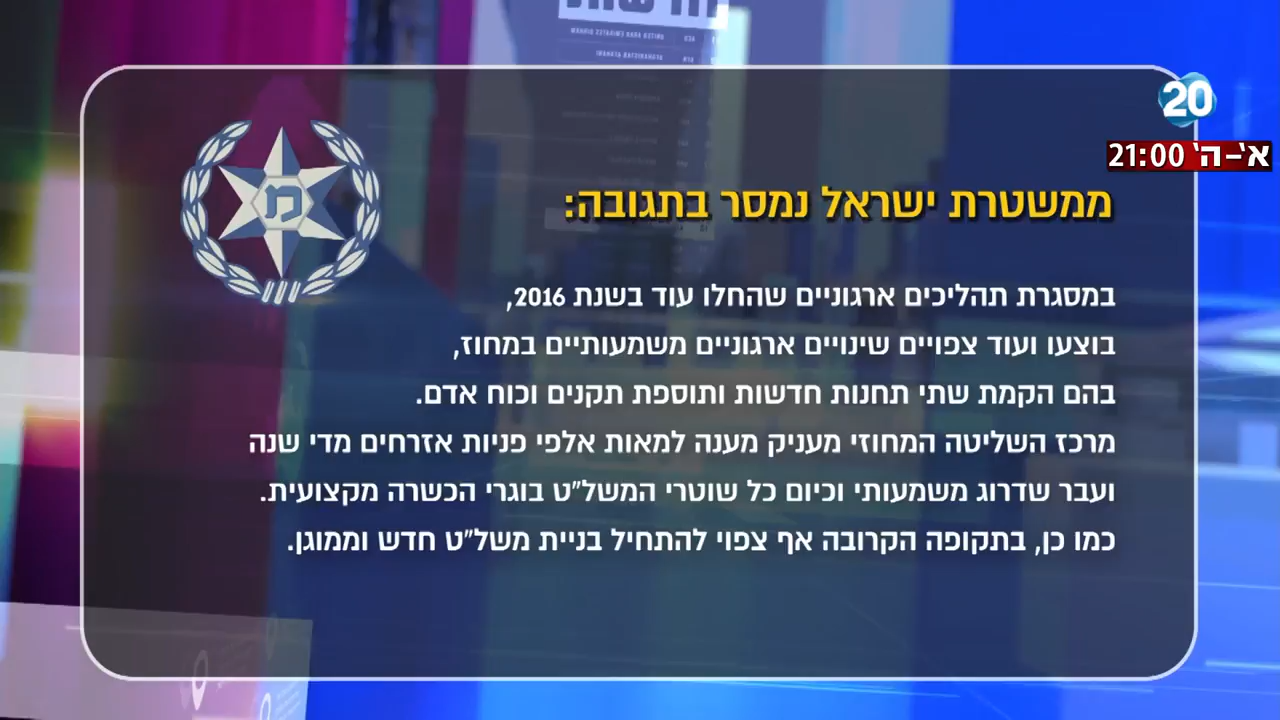 20
א'-ה' 21:00
ממשטרת ישראל נמסר בתגובה:
במסגרת תהליכים ארגוניים שהחלו עוד בשנת 2016,
בוצעו ועוד צפויים שינויים ארגוניים משמעותיים במחוז,
בהם הקמת שתי תחנות חדשות ותוספת תקנים וכוח אדם.
מרכז השליטה המחוזי מעניק מענה למאות אלפי פניות אזרחים מדי שנה
ועבר שדרוג משמעותי וכיום כל שוטרי המשל"ט בוגרי הכשרה מקצועית.
כמו כן, בתקופה הקרובה אף צפוי להתחיל בניית משל"ט חדש וממוגן.
מ